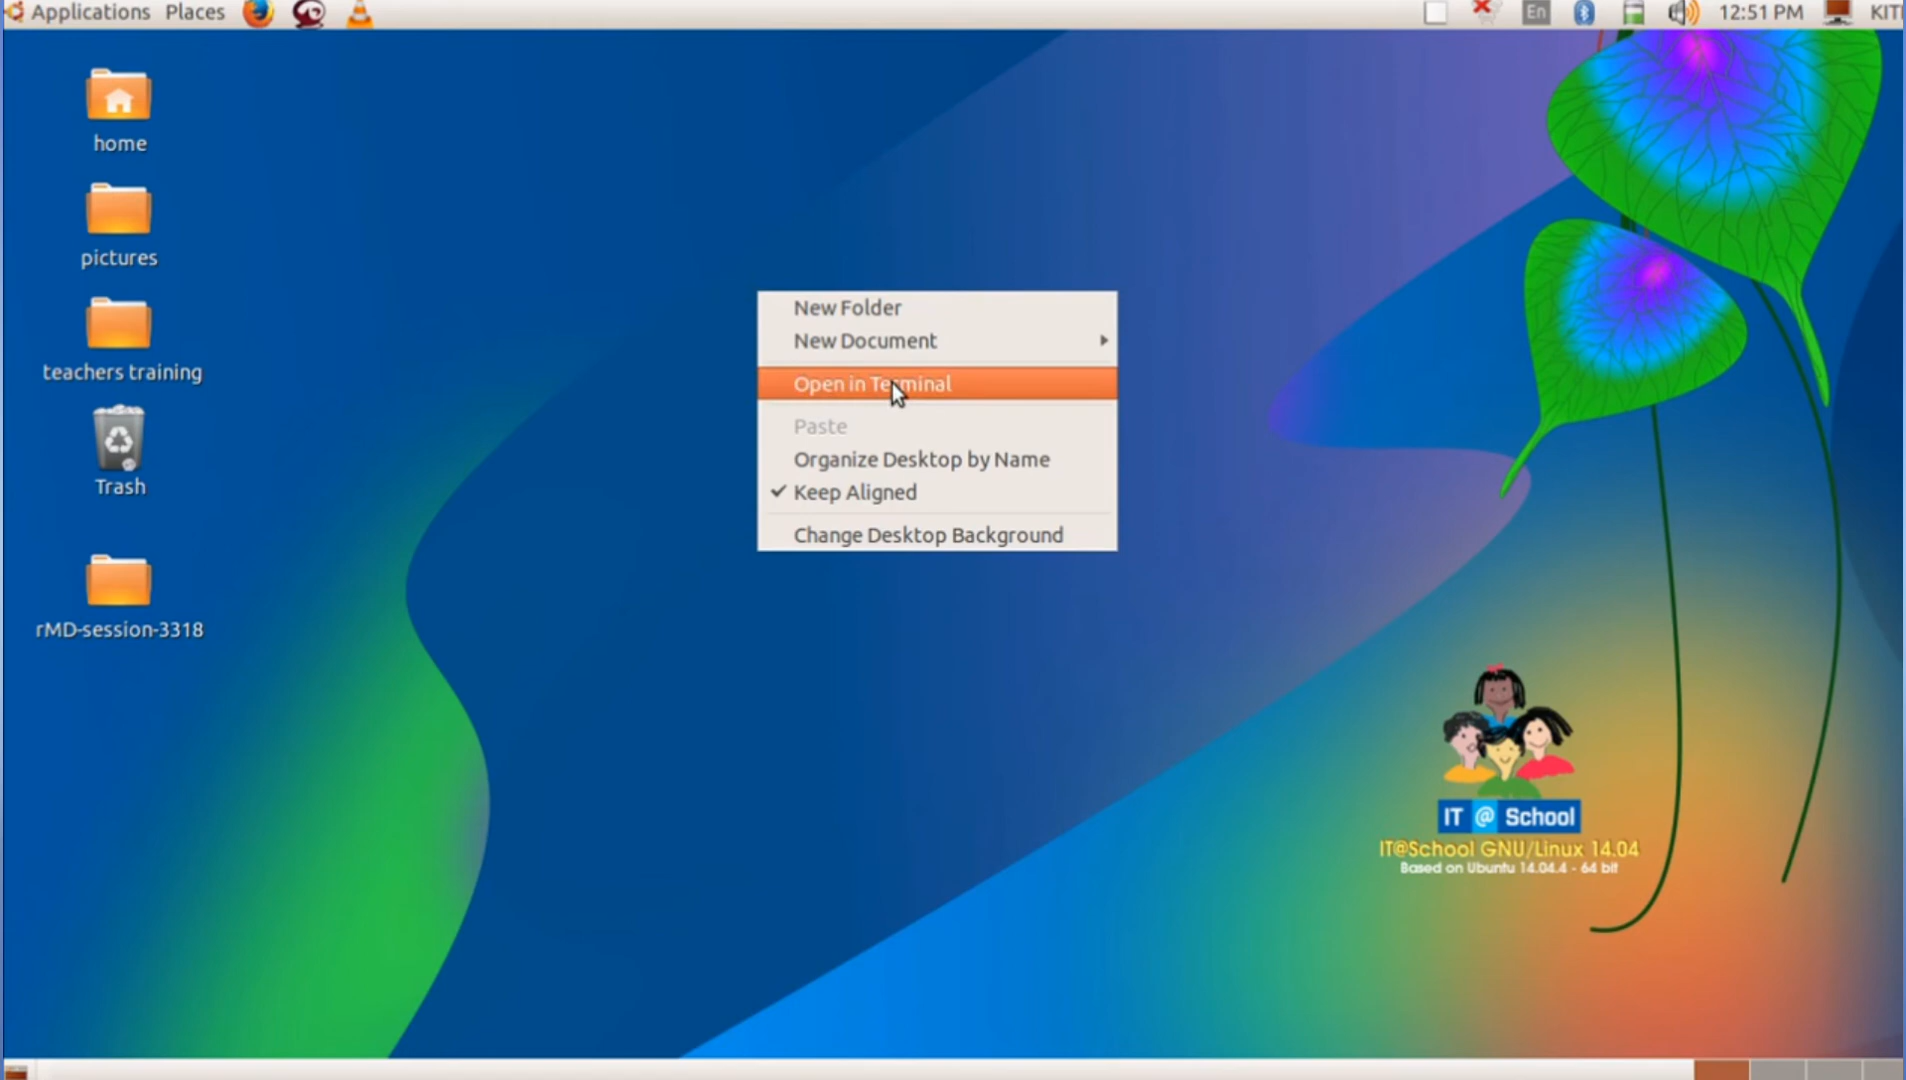 Applications Places
En
12:51 PM
home
pictures
teachers training
Trash
rMD-session-3318
New Folder
New Document
Open in Terminal
Paste
Organize Desktop by Name
Keep Aligned
Change Desktop Background
IT @ School
IT@School GNU/Linux 14.04
Based on Ubuntu 14.04.4 - 64 bit